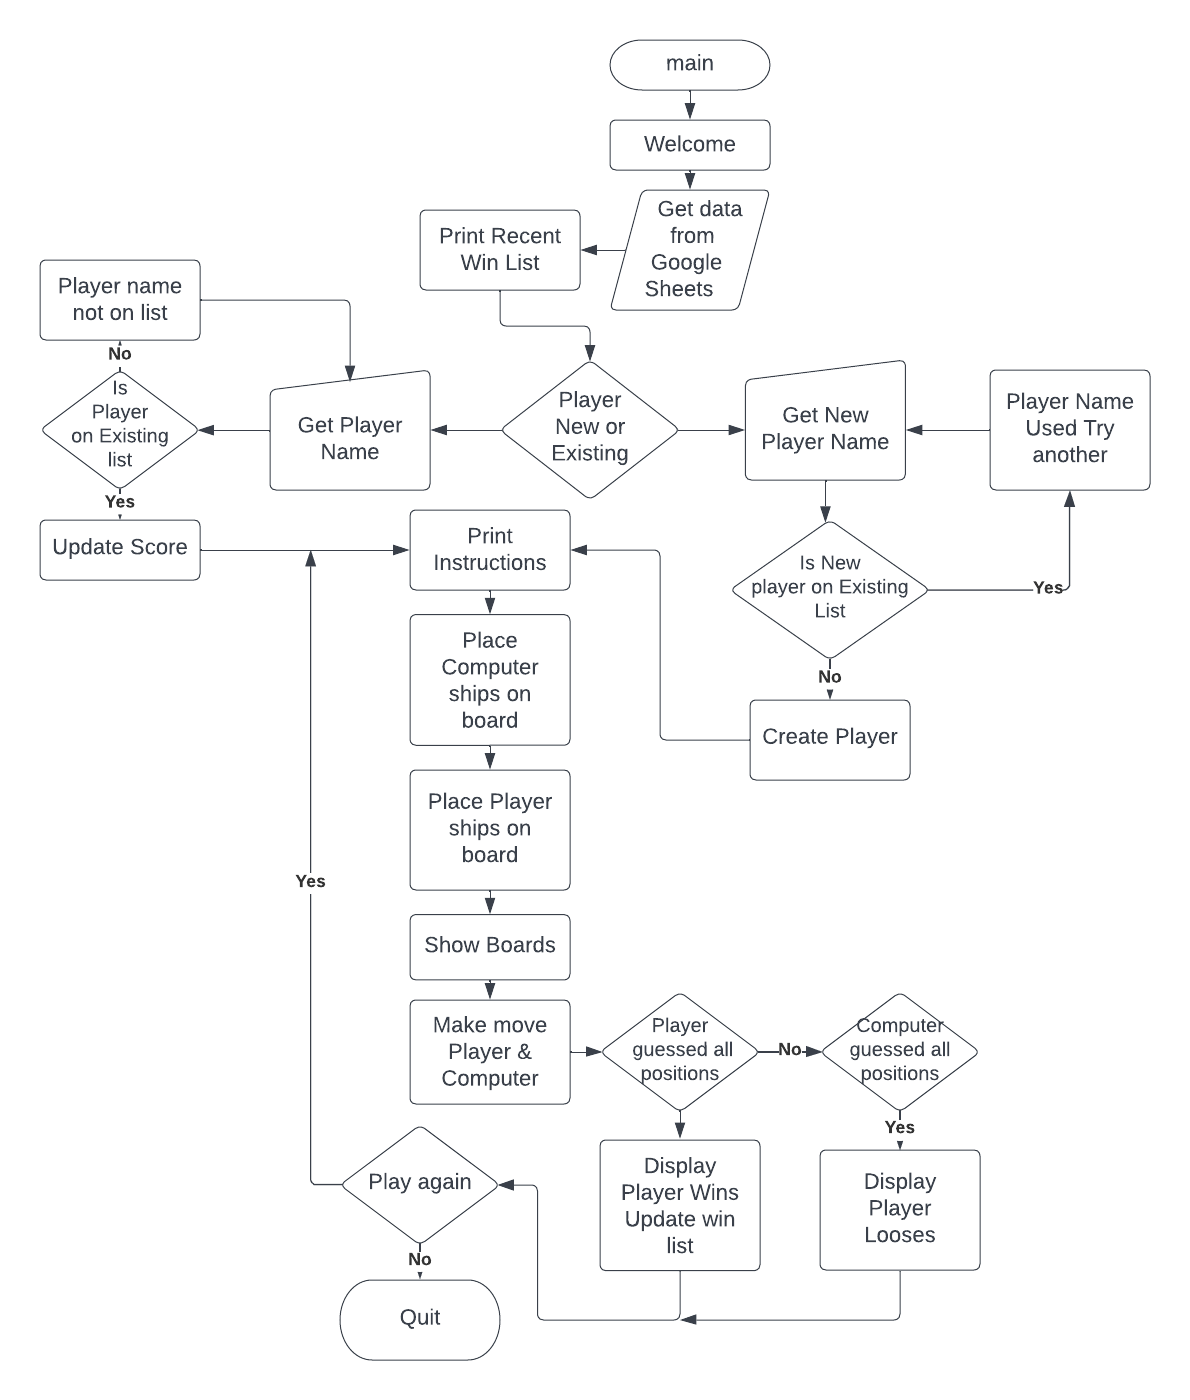 main
Welcome
Get data
from
Google
Sheets
Print Recent
Win List
Player name
not on list
No
Is
Player
on Existing
list
Yes
Update Score
Get Player
Name
Player
New or
Existing
Get New
Player Name
Player Name
Used Try
another
Is New
player on Existing
List
Yes
No
Create Player
Print
Instructions
Place
Computer
ships on
board
Place Player
ships on
board
Yes
Show Boards
Make move
Player &
Computer
Player
guessed all
positions
No
Computer
guessed all
positions
Yes
Display
Player Wins
Update win
list
Display
Player
Looses
Play again
No
Quit